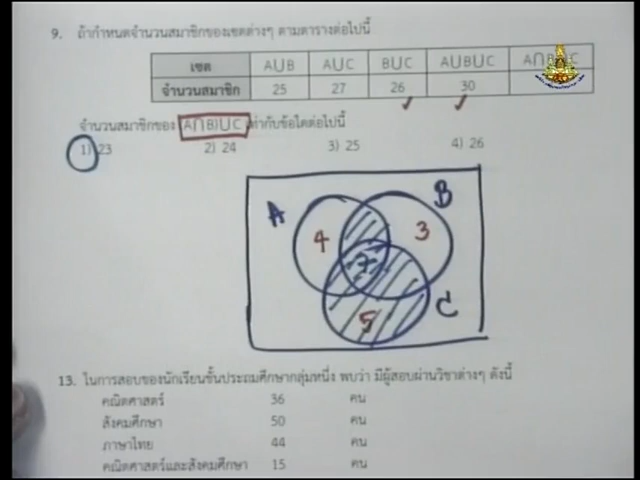 9. ถ้ากำหนดจำนวนสมาชิกของเซตต่างๆ ตามตารางต่อไปนี้
เซต A∪B A∪C B∪C A∪B∪C
จำนวนสมาชิก 25 27 26 30
จำนวนสมาชิกของ (A∩B)∪C เท่ากับข้อใดต่อไปนี้
1) 23 2) 24 3) 25 4) 26
A B
4 3
7
5 C
13. ในการสอบของนักเรียนชั้นประถมศึกษากลุ่มหนึ่ง พบว่า มีผู้สอบผ่านวิชาต่างๆ ดังนี้
คณิตศาสตร์ 36 คน
สังคมศึกษา 50 คน
ภาษาไทย 44 คน
คณิตศาสตร์และสังคมศึกษา 15 คน